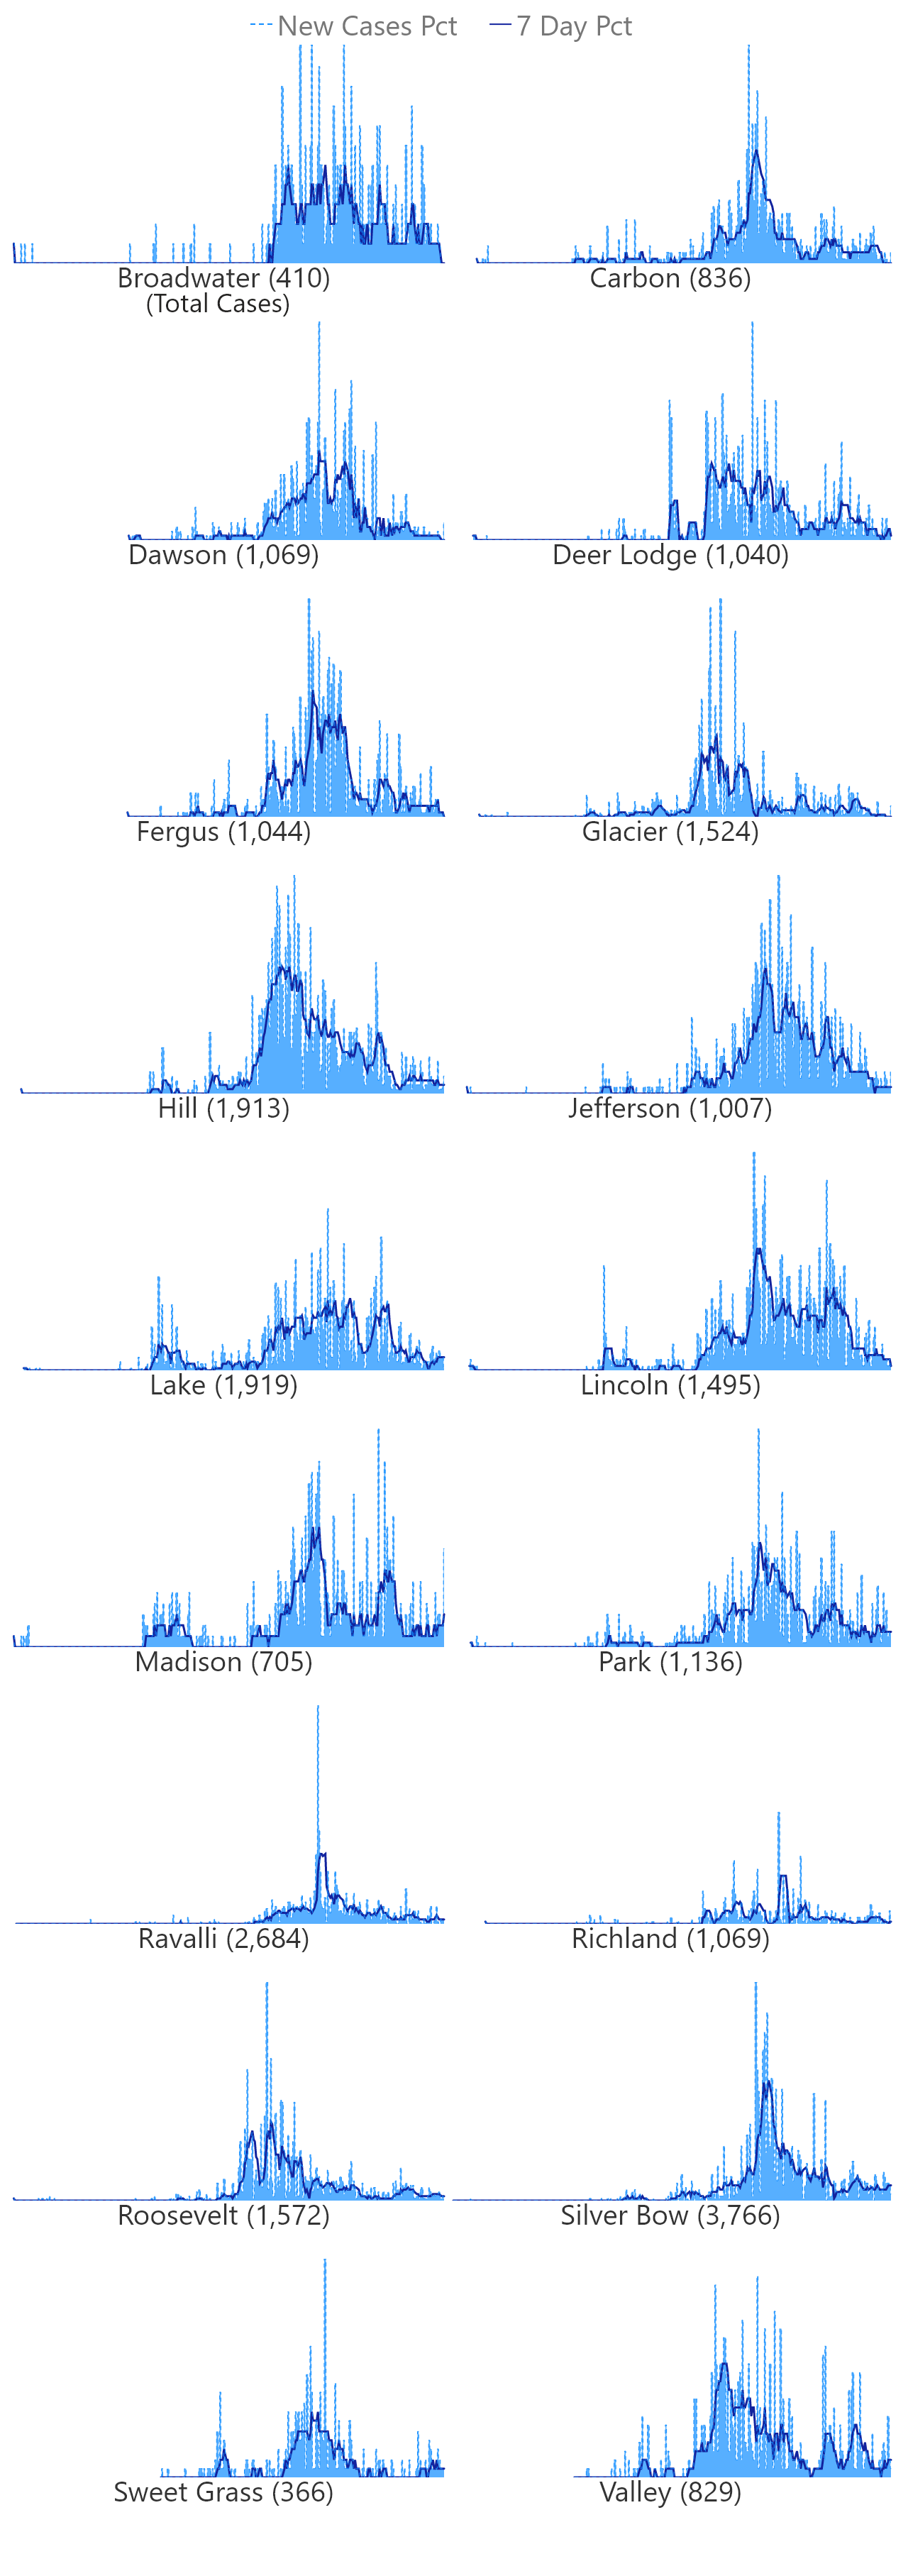 New Cases Pct 7 Day Pct
Broadwater (410) Carbon (836)
(Total Cases)
Dawson (1,069) Deer Lodge (1,040)
Fergus (1,044) Glacier (1,524)
Hill (1,913) Jefferson (1,007)
Lake (1,919) Lincoln (1,495)
Madison (705) Park (1,136)
Ravalli (2,684) Richland (1,069)
Roosevelt (1,572) Silver Bow (3,766)
Sweet Grass (366) Valley (829)